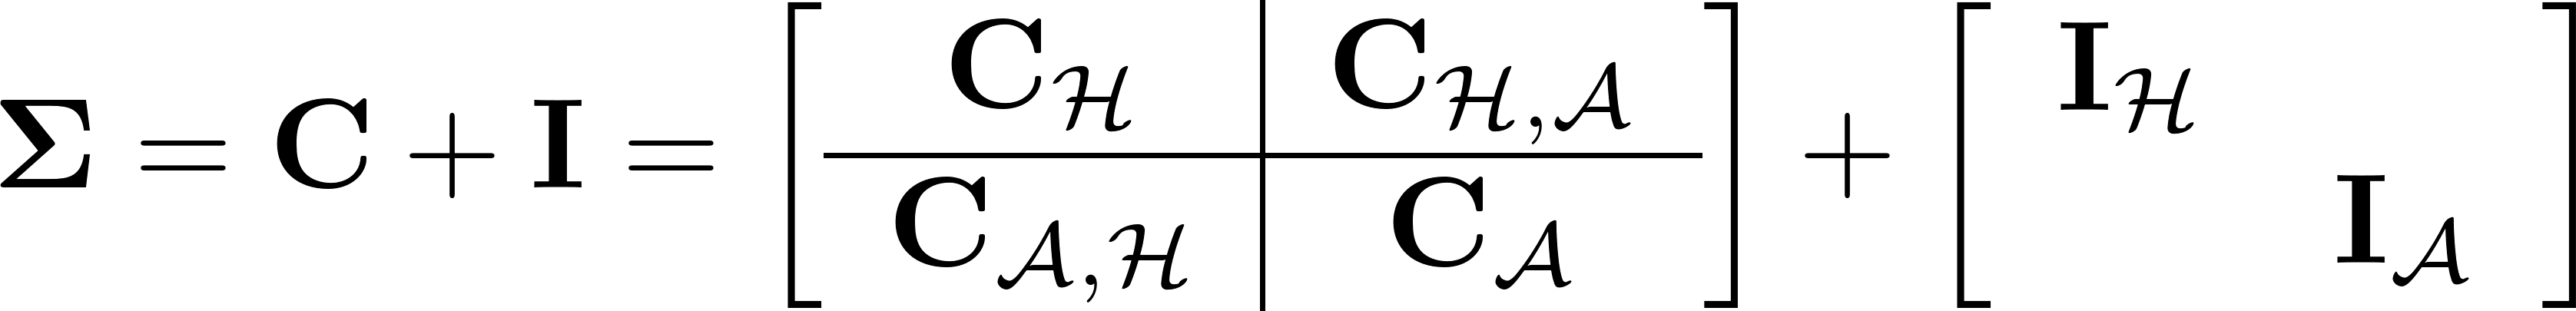 Σ = C + I = [ C_ℋ | C_ℋ,𝒜 ; C_𝒜,ℋ | C_𝒜 ] + [ I_ℋ ; I_𝒜 ]